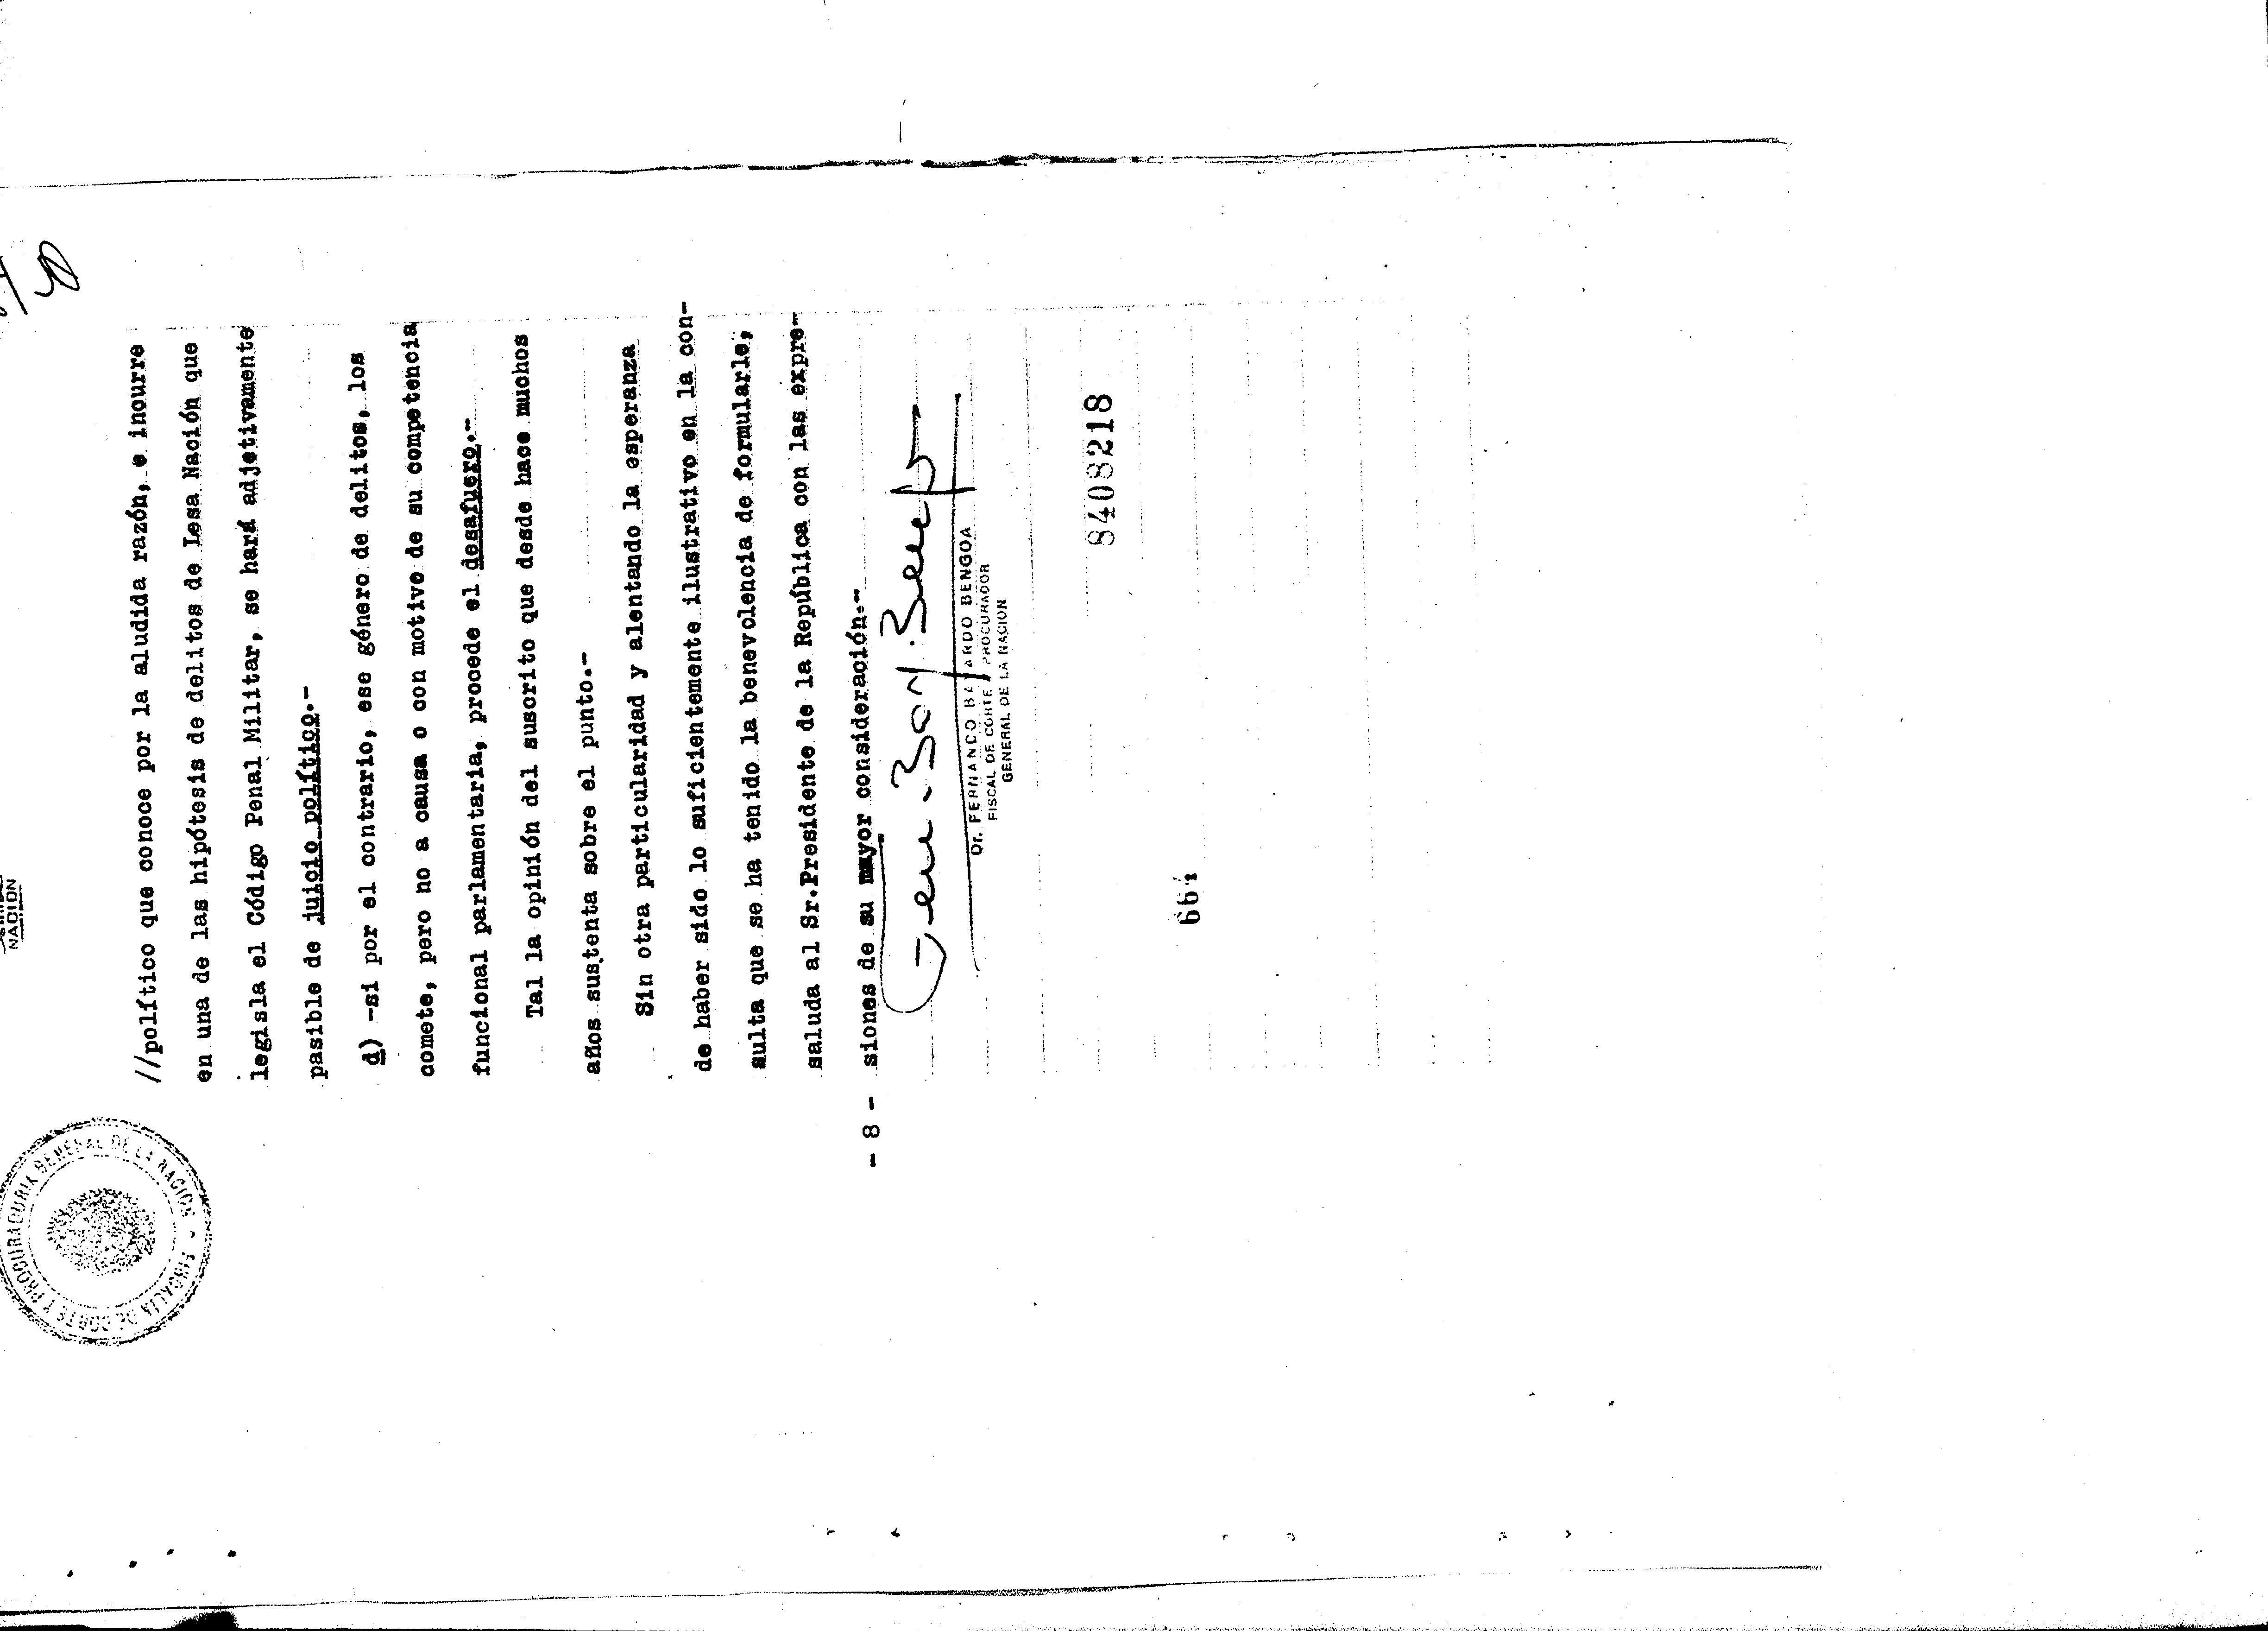 NACION
//político que conoce por la aludida razón, e incurre
en una de las hipótesis de delitos de Lesa Nación que
legisla el Código Penal Militar, se hará adjetivamente
pasible de juicio político.-
d) -si por el contrario, ese género de delitos, los
comete, pero no a causa o con motivo de su competencia
funcional parlamentaria, procede el desafuero.-
Tal la opinión del suscrito que desde hace muchos
años sustenta sobre el punto.-
Sin otra particularidad y alentando la esperanza
de haber sido lo suficientemente ilustrativo en la con-
sulta que se ha tenido la benevolencia de formularle,
saluda al Sr.Presidente de la República con las expre-
- 8 - siones de su mayor consideración.-
Dr. FERNANDO BAYARDO BENGOA
FISCAL DE CORTE Y PROCURADOR
GENERAL DE LA NACION
8408218
664
FISCALIA DE CORTE Y PROCURADURIA GENERAL DE LA NACION